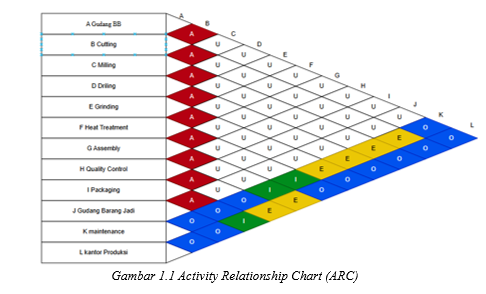 A
B
C
D
E
F
G
H
I
J
K
L
A Gudang BB
A
B Cutting
U
A U
C Milling
U U
A U U
D Driling
U U U
A U U U
E Grinding
U U U U
A U U U U
F Heat Treatment
U U U U O
A U U U E O
G Assembly
U U U E O
A U U E O
H Quality Control
U U E O
A U I O
I Packaging
U I O
A O E
J Gudang Barang Jadi
O E
O I
K maintenance
O
O
L kantor Produksi
Gambar 1.1 Activity Relationship Chart (ARC)